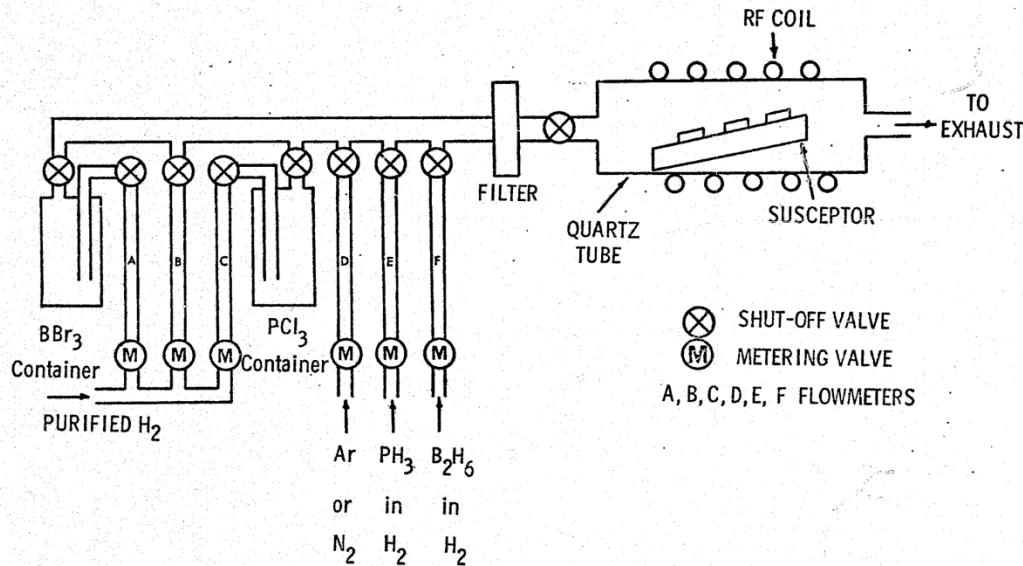 RF COIL
TO
EXHAUST
FILTER
QUARTZ
TUBE
SUSCEPTOR
A
B
C
D
E
F
BBr3
Container
PCl3
Container
M
M
M
M
M
M
PURIFIED H2
Ar
or
N2
PH3
in
H2
B2H6
in
H2
SHUT-OFF VALVE
M METERING VALVE
A, B, C, D, E, F FLOWMETERS